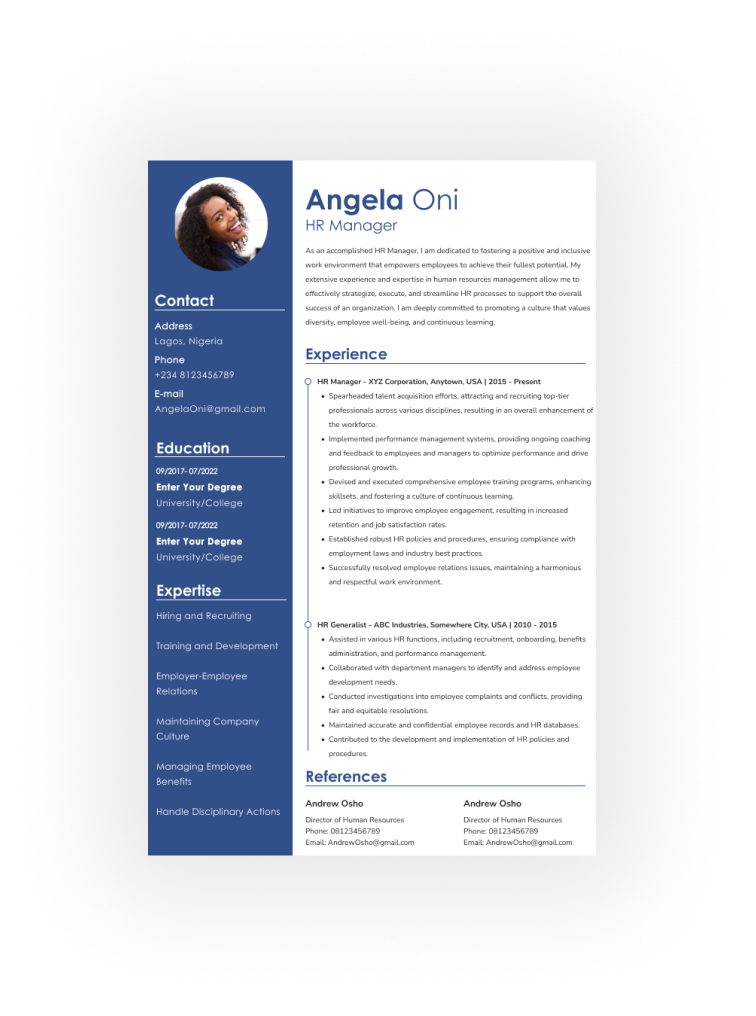 Angela Oni
HR Manager
As an accomplished HR Manager, I am dedicated to fostering a positive and inclusive
work environment that empowers employees to achieve their fullest potential. My
extensive experience and expertise in human resources management allow me to
effectively strategize, execute, and streamline HR processes to support the overall
success of an organization. I am deeply committed to promoting a culture that values
diversity, employee well-being, and continuous learning.
Contact
Address
Lagos, Nigeria
Phone
+234 8123456789
E-mail
AngelaOni@gmail.com
Education
09/2017- 07/2022
Enter Your Degree
University/College
09/2017- 07/2022
Enter Your Degree
University/College
Expertise
Hiring and Recruiting
Training and Development
Employer-Employee
Relations
Maintaining Company
Culture
Managing Employee
Benefits
Handle Disciplinary Actions
Experience
HR Manager - XYZ Corporation, Anytown, USA | 2015 - Present
• Spearheaded talent acquisition efforts, attracting and recruiting top-tier
professionals across various disciplines, resulting in an overall enhancement of
the workforce.
• Implemented performance management systems, providing ongoing coaching
and feedback to employees and managers to optimize performance and drive
professional growth.
• Devised and executed comprehensive employee training programs, enhancing
skillsets, and fostering a culture of continuous learning.
• Led initiatives to improve employee engagement, resulting in increased
retention and job satisfaction rates.
• Established robust HR policies and procedures, ensuring compliance with
employment laws and industry best practices.
• Successfully resolved employee relations issues, maintaining a harmonious
and respectful work environment.
HR Generalist - ABC Industries, Somewhere City, USA | 2010 - 2015
• Assisted in various HR functions, including recruitment, onboarding, benefits
administration, and performance management.
• Collaborated with department managers to identify and address employee
development needs.
• Conducted investigations into employee complaints and conflicts, providing
fair and equitable resolutions.
• Maintained accurate and confidential employee records and HR databases.
• Contributed to the development and implementation of HR policies and
procedures.
References
Andrew Osho
Director of Human Resources
Phone: 08123456789
Email: AndrewOsho@gmail.com
Andrew Osho
Director of Human Resources
Phone: 08123456789
Email: AndrewOsho@gmail.com